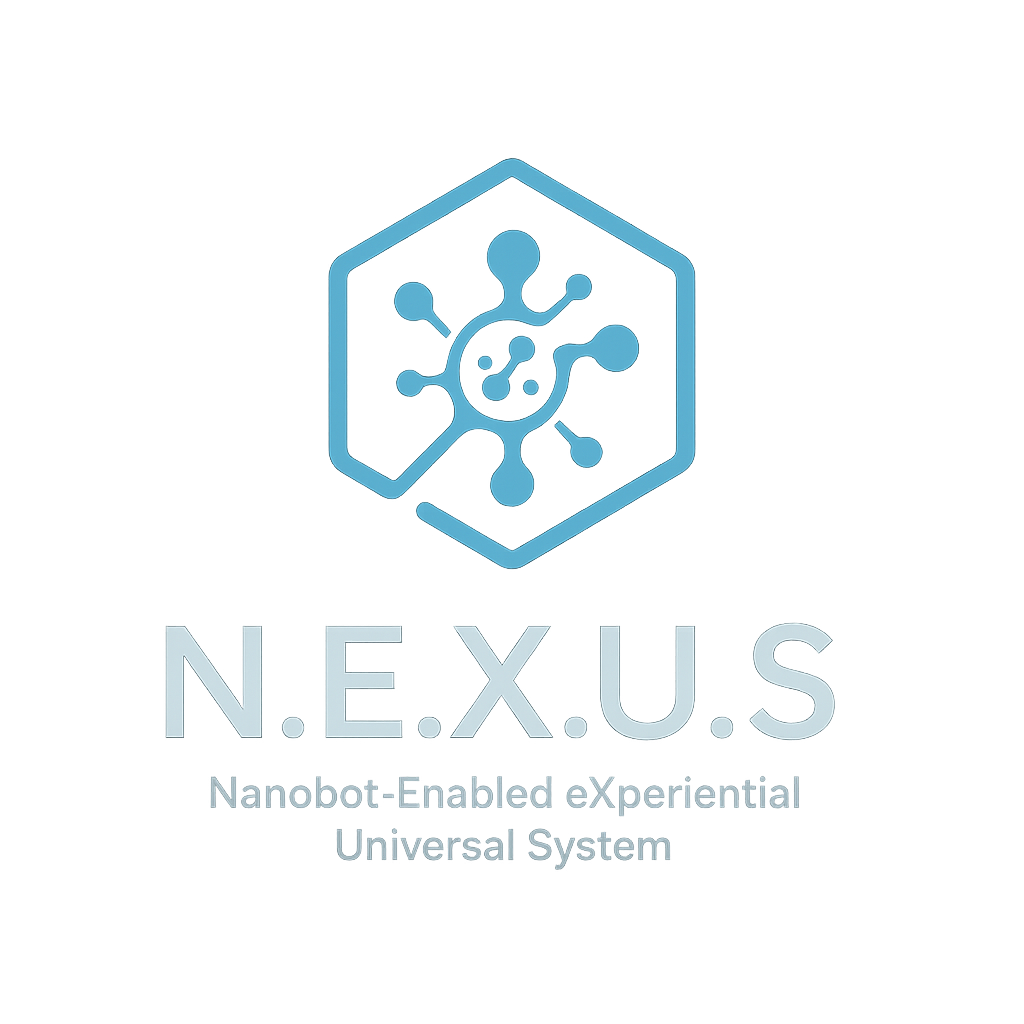 N.E.X.U.S
Nanobot-Enabled eXperiential
Universal System